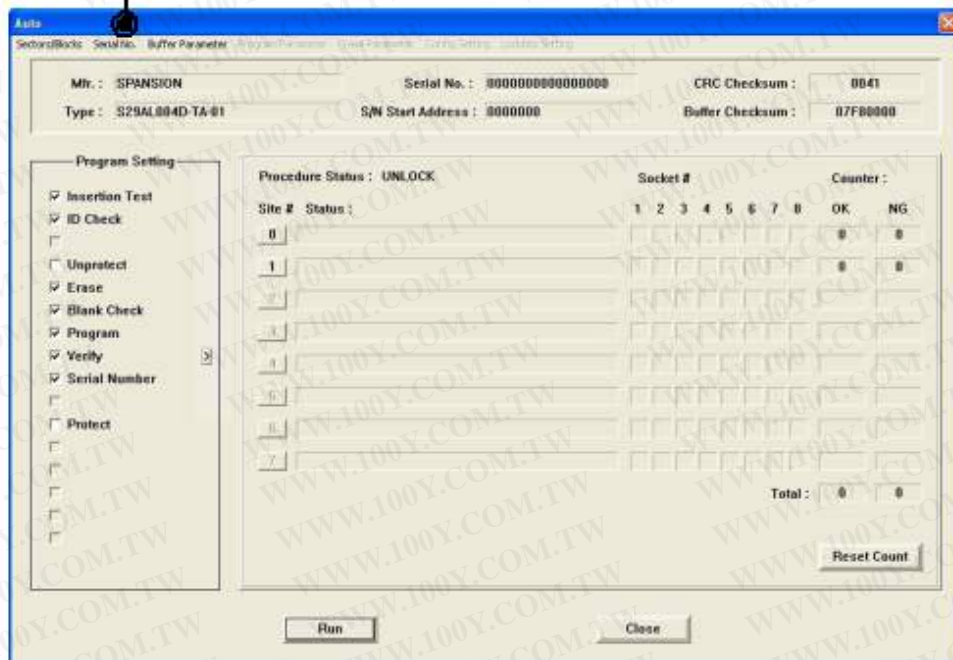 Auto
Sectors/Blocks Serial No. Buffer Parameter
Mfr. : SPANSION Serial No. : 0000000000000000 CRC Checksum : 0041
Type : S29AL004D-TA-01 S/N Start Address : 0000000 Buffer Checksum : 07F80000
Program Setting
Procedure Status : UNLOCK Socket # Counter :
Insertion Test
Site # Status : 1 2 3 4 5 6 7 8 OK NG
ID Check
0 0 0
Unprotect
1 0 0
Erase
2
Blank Check
3
Program
Verify >
4
Serial Number
5
Protect
6
7
Total : 0 0
Reset Count
Run Close
WWW.100Y.COM.TW